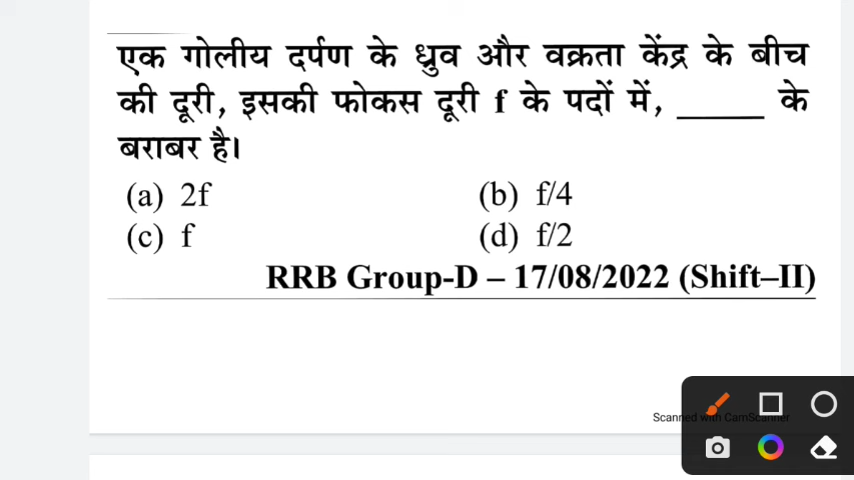 एक गोलीय दर्पण के ध्रुव और वक्रता केंद्र के बीच
की दूरी, इसकी फोकस दूरी f के पदों में, ______ के
बराबर है।
(a) 2f (b) f/4
(c) f (d) f/2
RRB Group-D – 17/08/2022 (Shift–II)
Scanned with CamScanner